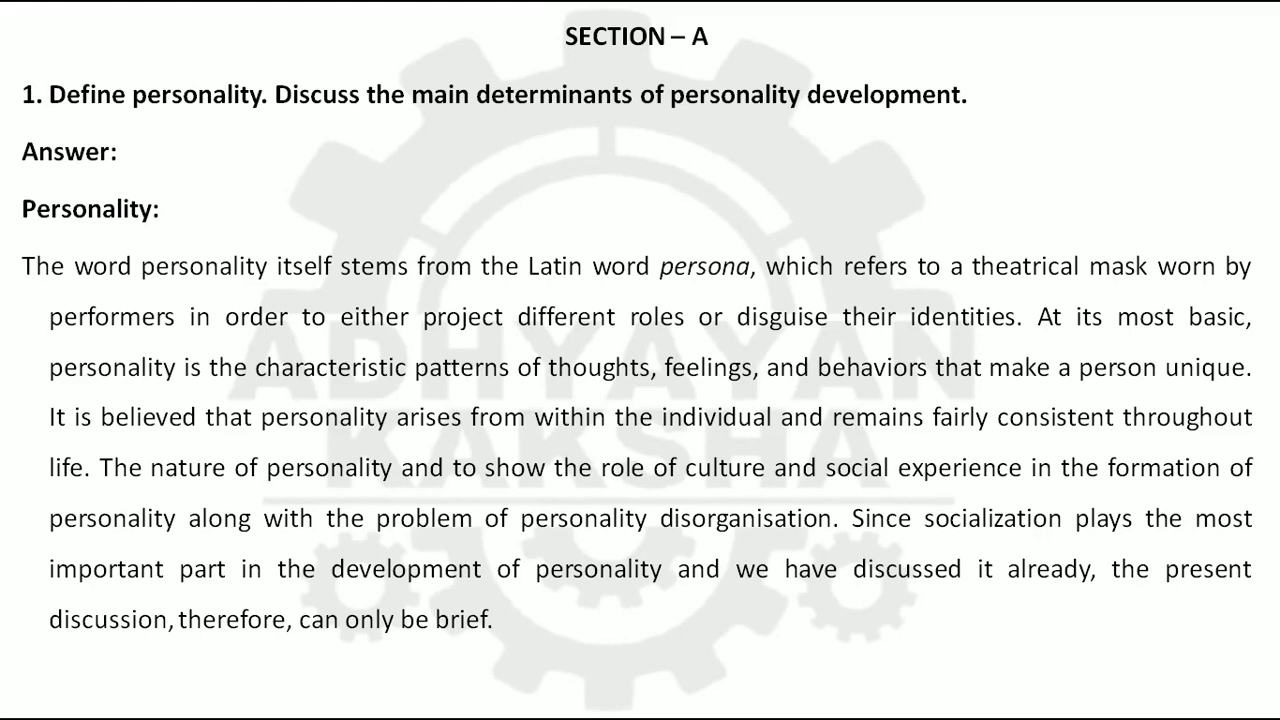 SECTION – A
1. Define personality. Discuss the main determinants of personality development.
Answer:
Personality:
The word personality itself stems from the Latin word persona, which refers to a theatrical mask worn by
performers in order to either project different roles or disguise their identities. At its most basic,
personality is the characteristic patterns of thoughts, feelings, and behaviors that make a person unique.
It is believed that personality arises from within the individual and remains fairly consistent throughout
life. The nature of personality and to show the role of culture and social experience in the formation of
personality along with the problem of personality disorganisation. Since socialization plays the most
important part in the development of personality and we have discussed it already, the present
discussion, therefore, can only be brief.
ADHYAYAN
KAKSHA